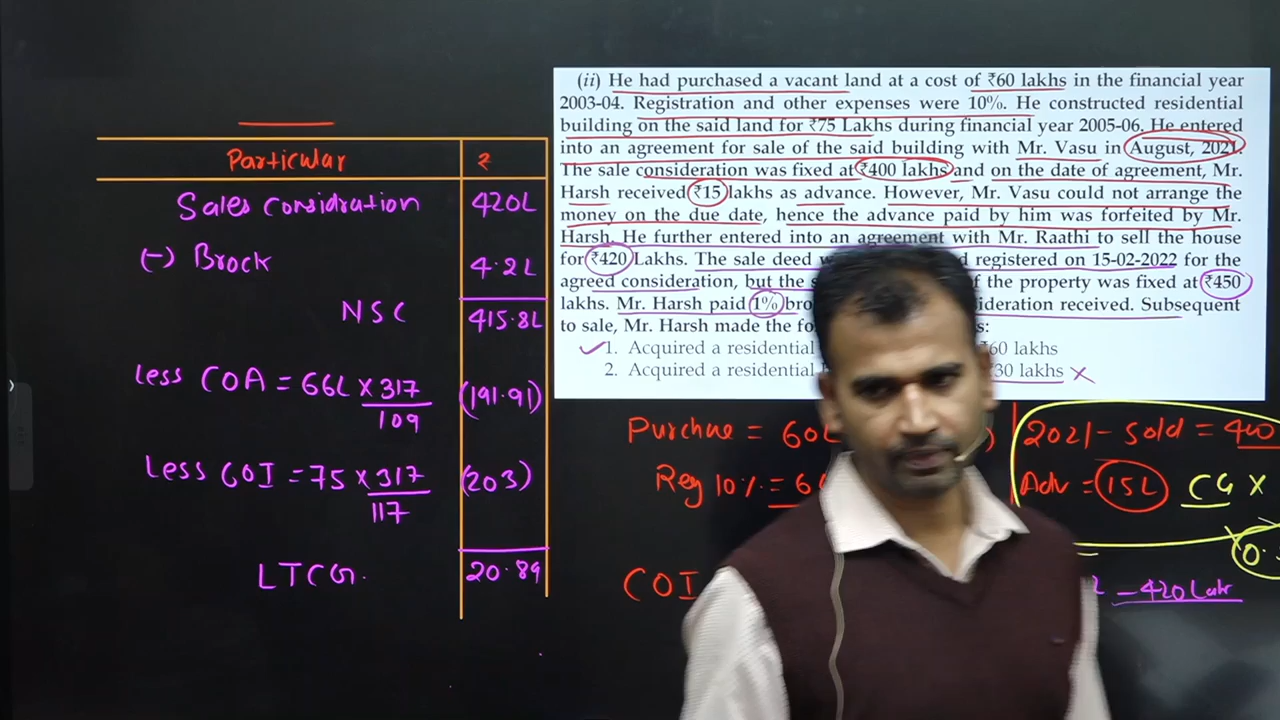 Particular ₹
Sales Considration 420L
(-) Brock 4.2L
NSC 415.8L
Less COA = 66L × 317 (191.91)
109
Less COI = 75 × 317 (203)
117
LTCG. 20.89
(ii) He had purchased a vacant land at a cost of ₹60 lakhs in the financial year
2003-04. Registration and other expenses were 10%. He constructed residential
building on the said land for ₹75 Lakhs during financial year 2005-06. He entered
into an agreement for sale of the said building with Mr. Vasu in August, 2021.
The sale consideration was fixed at ₹400 lakhs and on the date of agreement, Mr.
Harsh received ₹15 lakhs as advance. However, Mr. Vasu could not arrange the
money on the due date, hence the advance paid by him was forfeited by Mr.
Harsh. He further entered into an agreement with Mr. Raathi to sell the house
for ₹420 Lakhs. The sale deed registered on 15-02-2022 for the
agreed consideration, but the of the property was fixed at ₹450
lakhs. Mr. Harsh paid 1% received. Subsequent
to sale, Mr. Harsh made the
1. Acquired a residential ₹60 lakhs
2. Acquired a residential 30 lakhs ×
Purchae = 60L
Reg 10% = 6
COI
2021 - Sold = 400
Adv = 15L CG ×
=
0.
- 420 Lakr